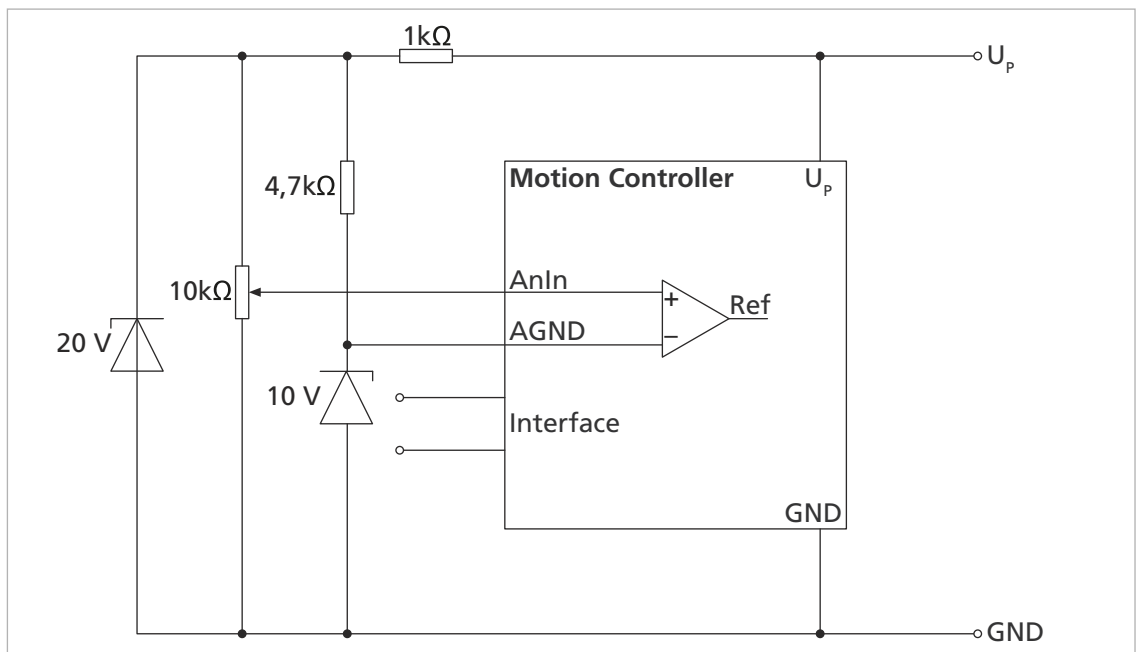 1kΩ
U_P
4,7kΩ
Motion Controller
U_P
10kΩ
AnIn
+
Ref
AGND
−
20 V
10 V
Interface
GND
GND